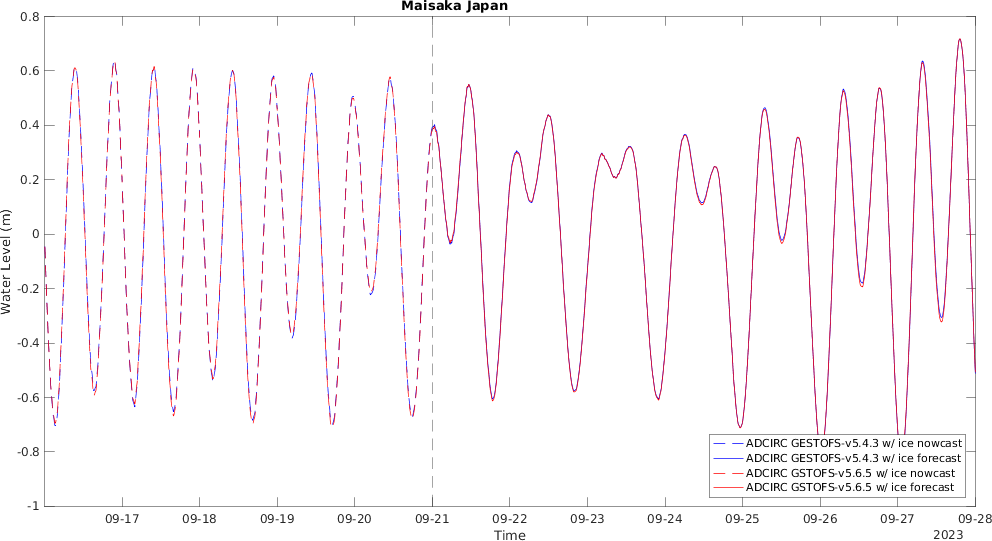 Maisaka Japan
Water Level (m)
0.8
0.6
0.4
0.2
0
-0.2
-0.4
-0.6
-0.8
-1
ADCIRC GESTOFS-v5.4.3 w/ ice nowcast
ADCIRC GESTOFS-v5.4.3 w/ ice forecast
ADCIRC GSTOFS-v5.6.5 w/ ice nowcast
ADCIRC GSTOFS-v5.6.5 w/ ice forecast
09-17 09-18 09-19 09-20 09-21 09-22 09-23 09-24 09-25 09-26 09-27 09-28
Time
2023